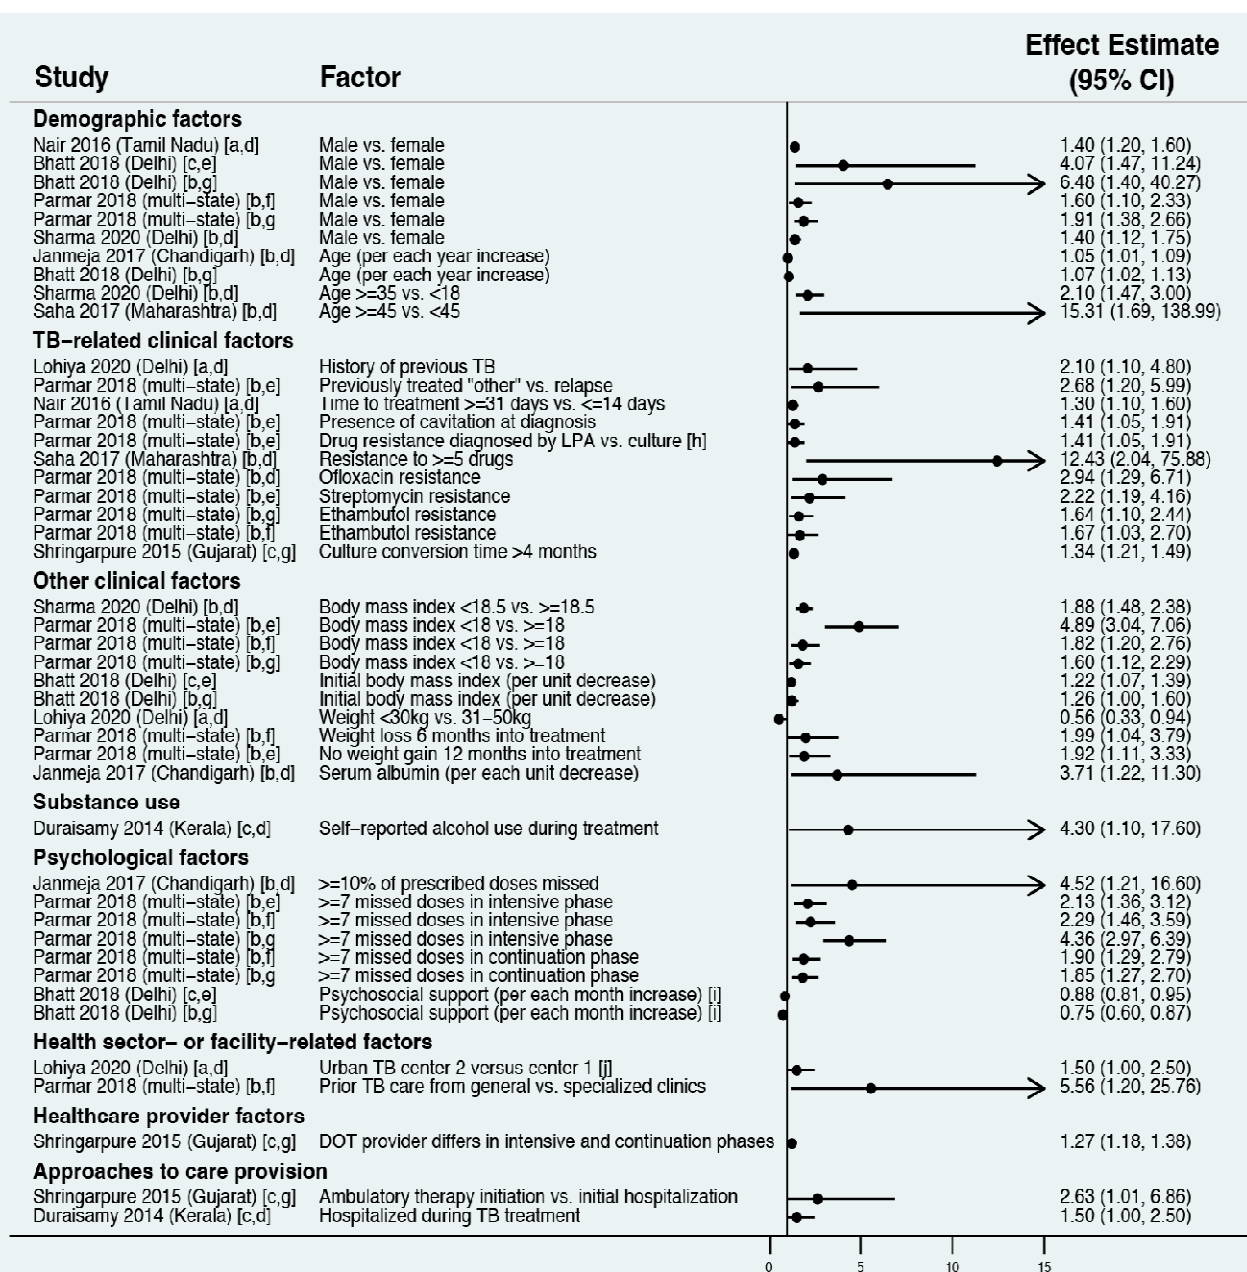 Effect Estimate
Study Factor (95% CI)
Demographic factors
Nair 2016 (Tamil Nadu) [a,d] Male vs. female 1.40 (1.20, 1.60)
Bhatt 2018 (Delhi) [c,e] Male vs. female 4.07 (1.47, 11.24)
Bhatt 2018 (Delhi) [b,g] Male vs. female 6.48 (1.40, 40.27)
Parmar 2018 (multi−state) [b,f] Male vs. female 1.60 (1.10, 2.33)
Parmar 2018 (multi−state) [b,g Male vs. female 1.91 (1.38, 2.66)
Sharma 2020 (Delhi) [b,d] Male vs. female 1.40 (1.12, 1.75)
Janmeja 2017 (Chandigarh) [b,d] Age (per each year increase) 1.05 (1.01, 1.09)
Bhatt 2018 (Delhi) [b,g] Age (per each year increase) 1.07 (1.02, 1.13)
Sharma 2020 (Delhi) [b,d] Age >=35 vs. <18 2.10 (1.47, 3.00)
Saha 2017 (Maharashtra) [b,d] Age >=45 vs. <45 15.31 (1.69, 138.99)
TB−related clinical factors
Lohiya 2020 (Delhi) [a,d] History of previous TB 2.10 (1.10, 4.80)
Parmar 2018 (multi−state) [b,e] Previously treated "other" vs. relapse 2.68 (1.20, 5.99)
Nair 2016 (Tamil Nadu) [a,d] Time to treatment >=31 days vs. <=14 days 1.30 (1.10, 1.60)
Parmar 2018 (multi−state) [b,e] Presence of cavitation at diagnosis 1.41 (1.05, 1.91)
Parmar 2018 (multi−state) [b,e] Drug resistance diagnosed by LPA vs. culture [h] 1.41 (1.05, 1.91)
Saha 2017 (Maharashtra) [b,d] Resistance to >=5 drugs 12.43 (2.04, 75.88)
Parmar 2018 (multi−state) [b,d] Ofloxacin resistance 2.94 (1.29, 6.71)
Parmar 2018 (multi−state) [b,e] Streptomycin resistance 2.22 (1.19, 4.16)
Parmar 2018 (multi−state) [b,g] Ethambutol resistance 1.64 (1.10, 2.44)
Parmar 2018 (multi−state) [b,f] Ethambutol resistance 1.67 (1.03, 2.70)
Shringarpure 2015 (Gujarat) [c,g] Culture conversion time >4 months 1.34 (1.21, 1.49)
Other clinical factors
Sharma 2020 (Delhi) [b,d] Body mass index <18.5 vs. >=18.5 1.88 (1.48, 2.38)
Parmar 2018 (multi−state) [b,e] Body mass index <18 vs. >=18 4.89 (3.04, 7.06)
Parmar 2018 (multi−state) [b,f] Body mass index <18 vs. >=18 1.82 (1.20, 2.76)
Parmar 2018 (multi−state) [b,g] Body mass index <18 vs. >=18 1.60 (1.12, 2.29)
Bhatt 2018 (Delhi) [c,e] Initial body mass index (per unit decrease) 1.22 (1.07, 1.39)
Bhatt 2018 (Delhi) [b,g] Initial body mass index (per unit decrease) 1.26 (1.00, 1.60)
Lohiya 2020 (Delhi) [a,d] Weight <30kg vs. 31−50kg 0.56 (0.33, 0.94)
Parmar 2018 (multi−state) [b,f] Weight loss 6 months into treatment 1.99 (1.04, 3.79)
Parmar 2018 (multi−state) [b,e] No weight gain 12 months into treatment 1.92 (1.11, 3.33)
Janmeja 2017 (Chandigarh) [b,d] Serum albumin (per each unit decrease) 3.71 (1.22, 11.30)
Substance use
Duraisamy 2014 (Kerala) [c,d] Self−reported alcohol use during treatment 4.30 (1.10, 17.60)
Psychological factors
Janmeja 2017 (Chandigarh) [b,d] >=10% of prescribed doses missed 4.52 (1.21, 16.60)
Parmar 2018 (multi−state) [b,e] >=7 missed doses in intensive phase 2.13 (1.36, 3.12)
Parmar 2018 (multi−state) [b,f] >=7 missed doses in intensive phase 2.29 (1.46, 3.59)
Parmar 2018 (multi−state) [b,g >=7 missed doses in intensive phase 4.36 (2.97, 6.39)
Parmar 2018 (multi−state) [b,f] >=7 missed doses in continuation phase 1.90 (1.29, 2.79)
Parmar 2018 (multi−state) [b,g >=7 missed doses in continuation phase 1.85 (1.27, 2.70)
Bhatt 2018 (Delhi) [c,e] Psychosocial support (per each month increase) [i] 0.88 (0.81, 0.95)
Bhatt 2018 (Delhi) [b,g] Psychosocial support (per each month increase) [i] 0.75 (0.60, 0.87)
Health sector− or facility−related factors
Lohiya 2020 (Delhi) [a,d] Urban TB center 2 versus center 1 [j] 1.50 (1.00, 2.50)
Parmar 2018 (multi−state) [b,f] Prior TB care from general vs. specialized clinics 5.56 (1.20, 25.76)
Healthcare provider factors
Shringarpure 2015 (Gujarat) [c,g] DOT provider differs in intensive and continuation phases 1.27 (1.18, 1.38)
Approaches to care provision
Shringarpure 2015 (Gujarat) [c,g] Ambulatory therapy initiation vs. initial hospitalization 2.63 (1.01, 6.86)
Duraisamy 2014 (Kerala) [c,d] Hospitalized during TB treatment 1.50 (1.00, 2.50)
0 5 10 15